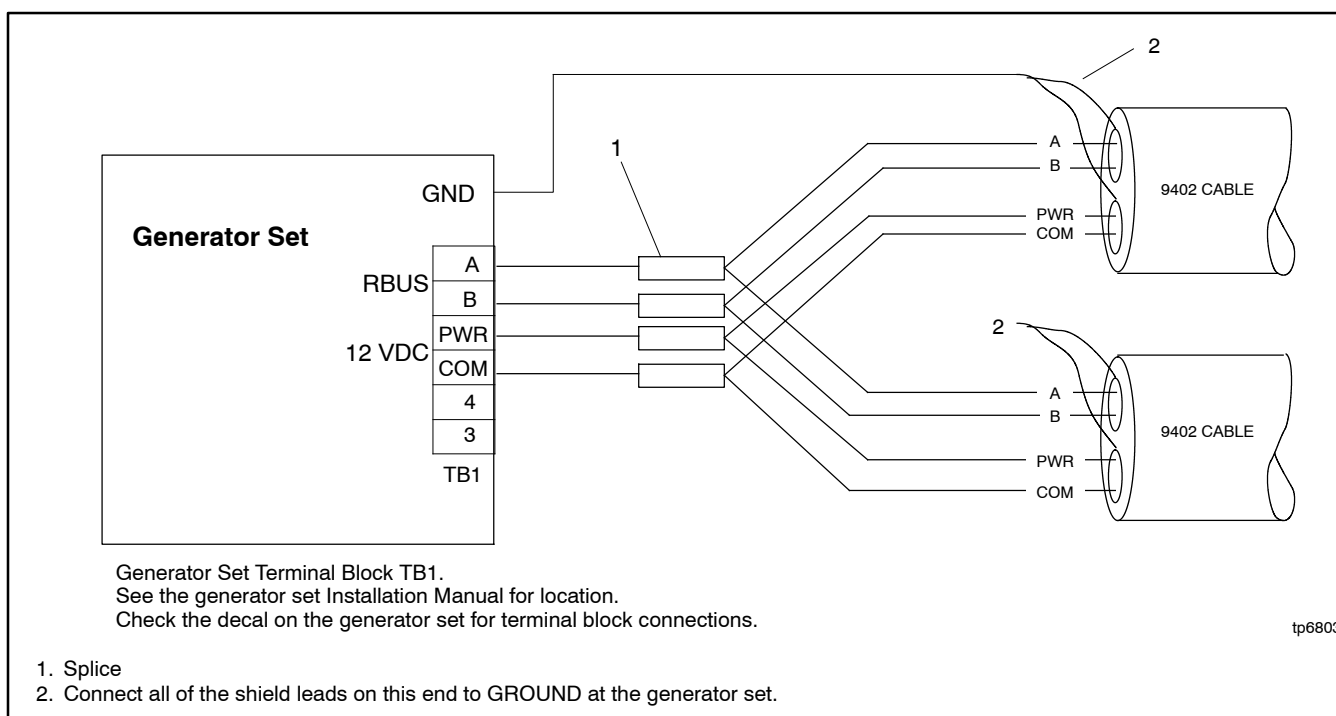 2
1
GND
A
B
9402 CABLE
Generator Set
PWR
COM
RBUS
A
B
12 VDC
PWR
COM
4
3
TB1
2
A
B
9402 CABLE
PWR
COM
Generator Set Terminal Block TB1.
See the generator set Installation Manual for location.
Check the decal on the generator set for terminal block connections.
tp6803
1. Splice
2. Connect all of the shield leads on this end to GROUND at the generator set.